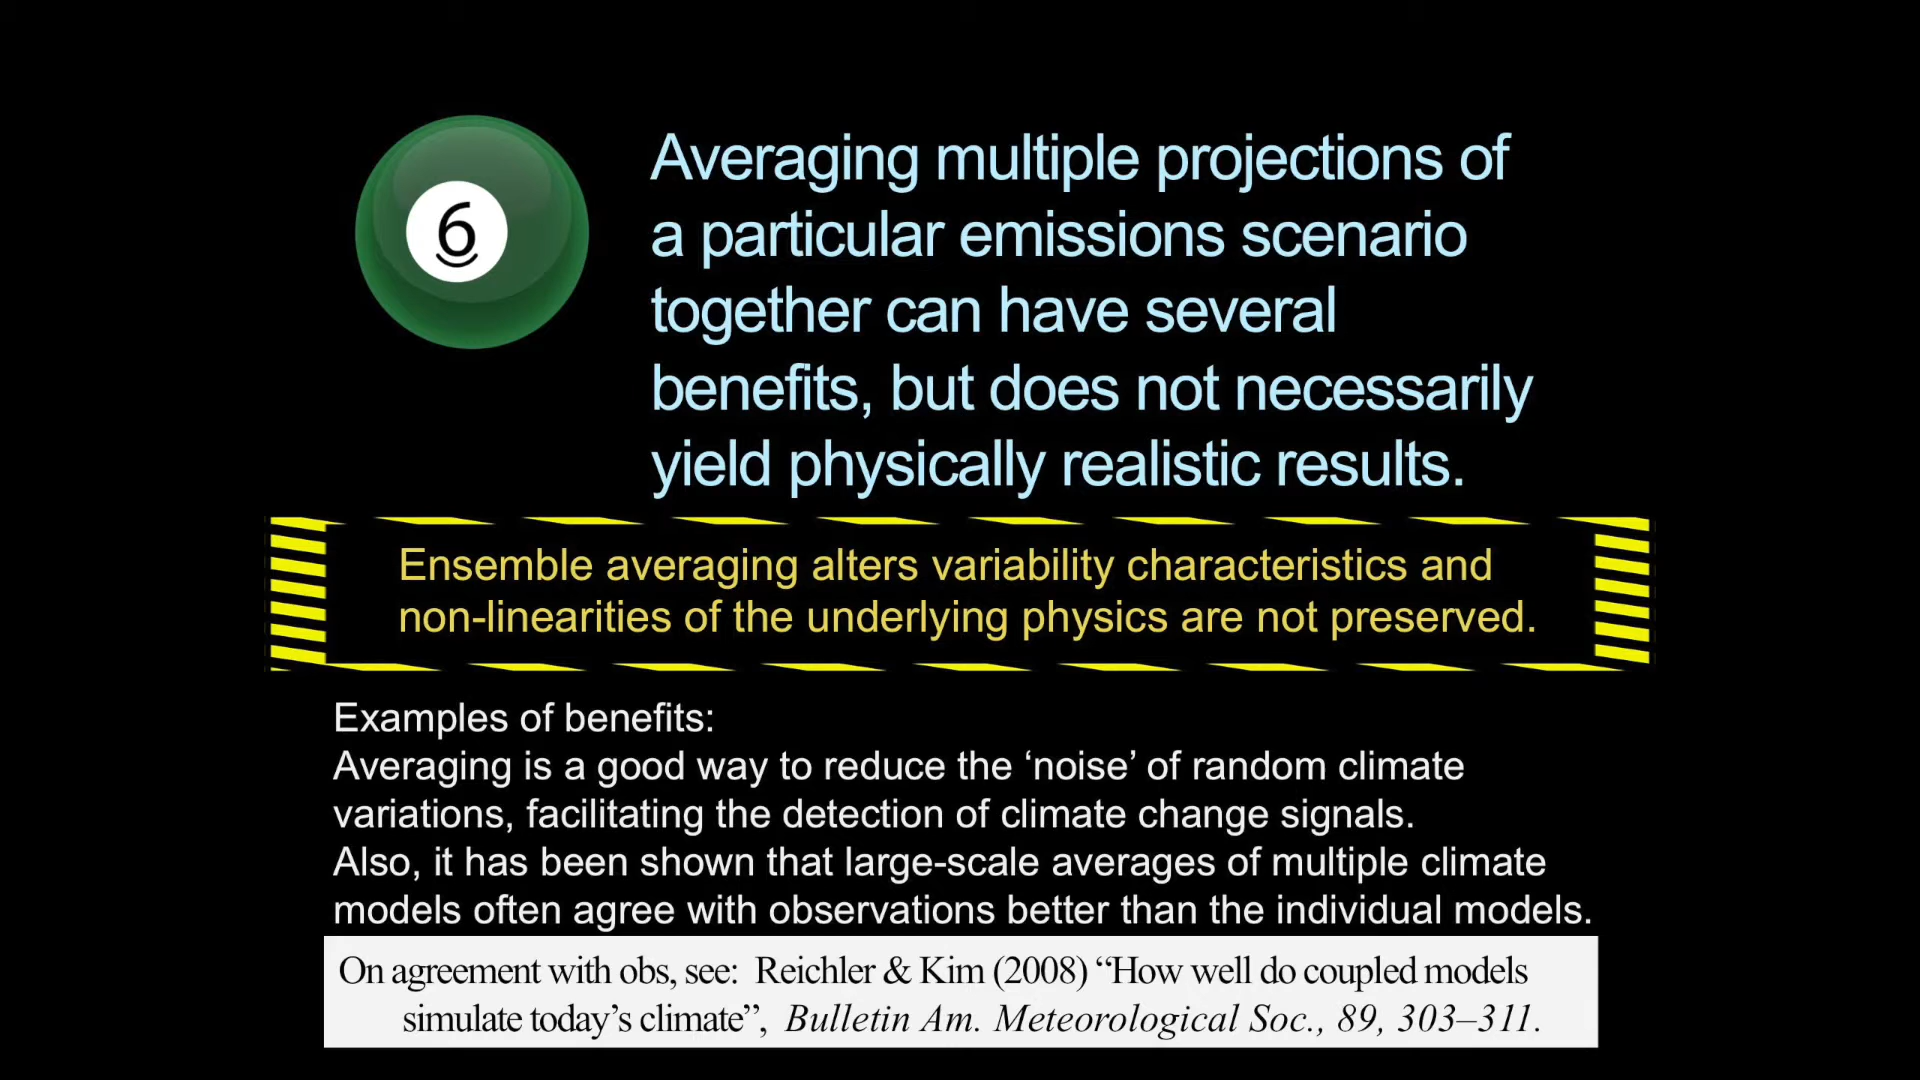 6
Averaging multiple projections of
a particular emissions scenario
together can have several
benefits, but does not necessarily
yield physically realistic results.
Ensemble averaging alters variability characteristics and
non-linearities of the underlying physics are not preserved.
Examples of benefits:
Averaging is a good way to reduce the ‘noise’ of random climate
variations, facilitating the detection of climate change signals.
Also, it has been shown that large-scale averages of multiple climate
models often agree with observations better than the individual models.
On agreement with obs, see: Reichler & Kim (2008) “How well do coupled models
simulate today’s climate”, Bulletin Am. Meteorological Soc., 89, 303–311.